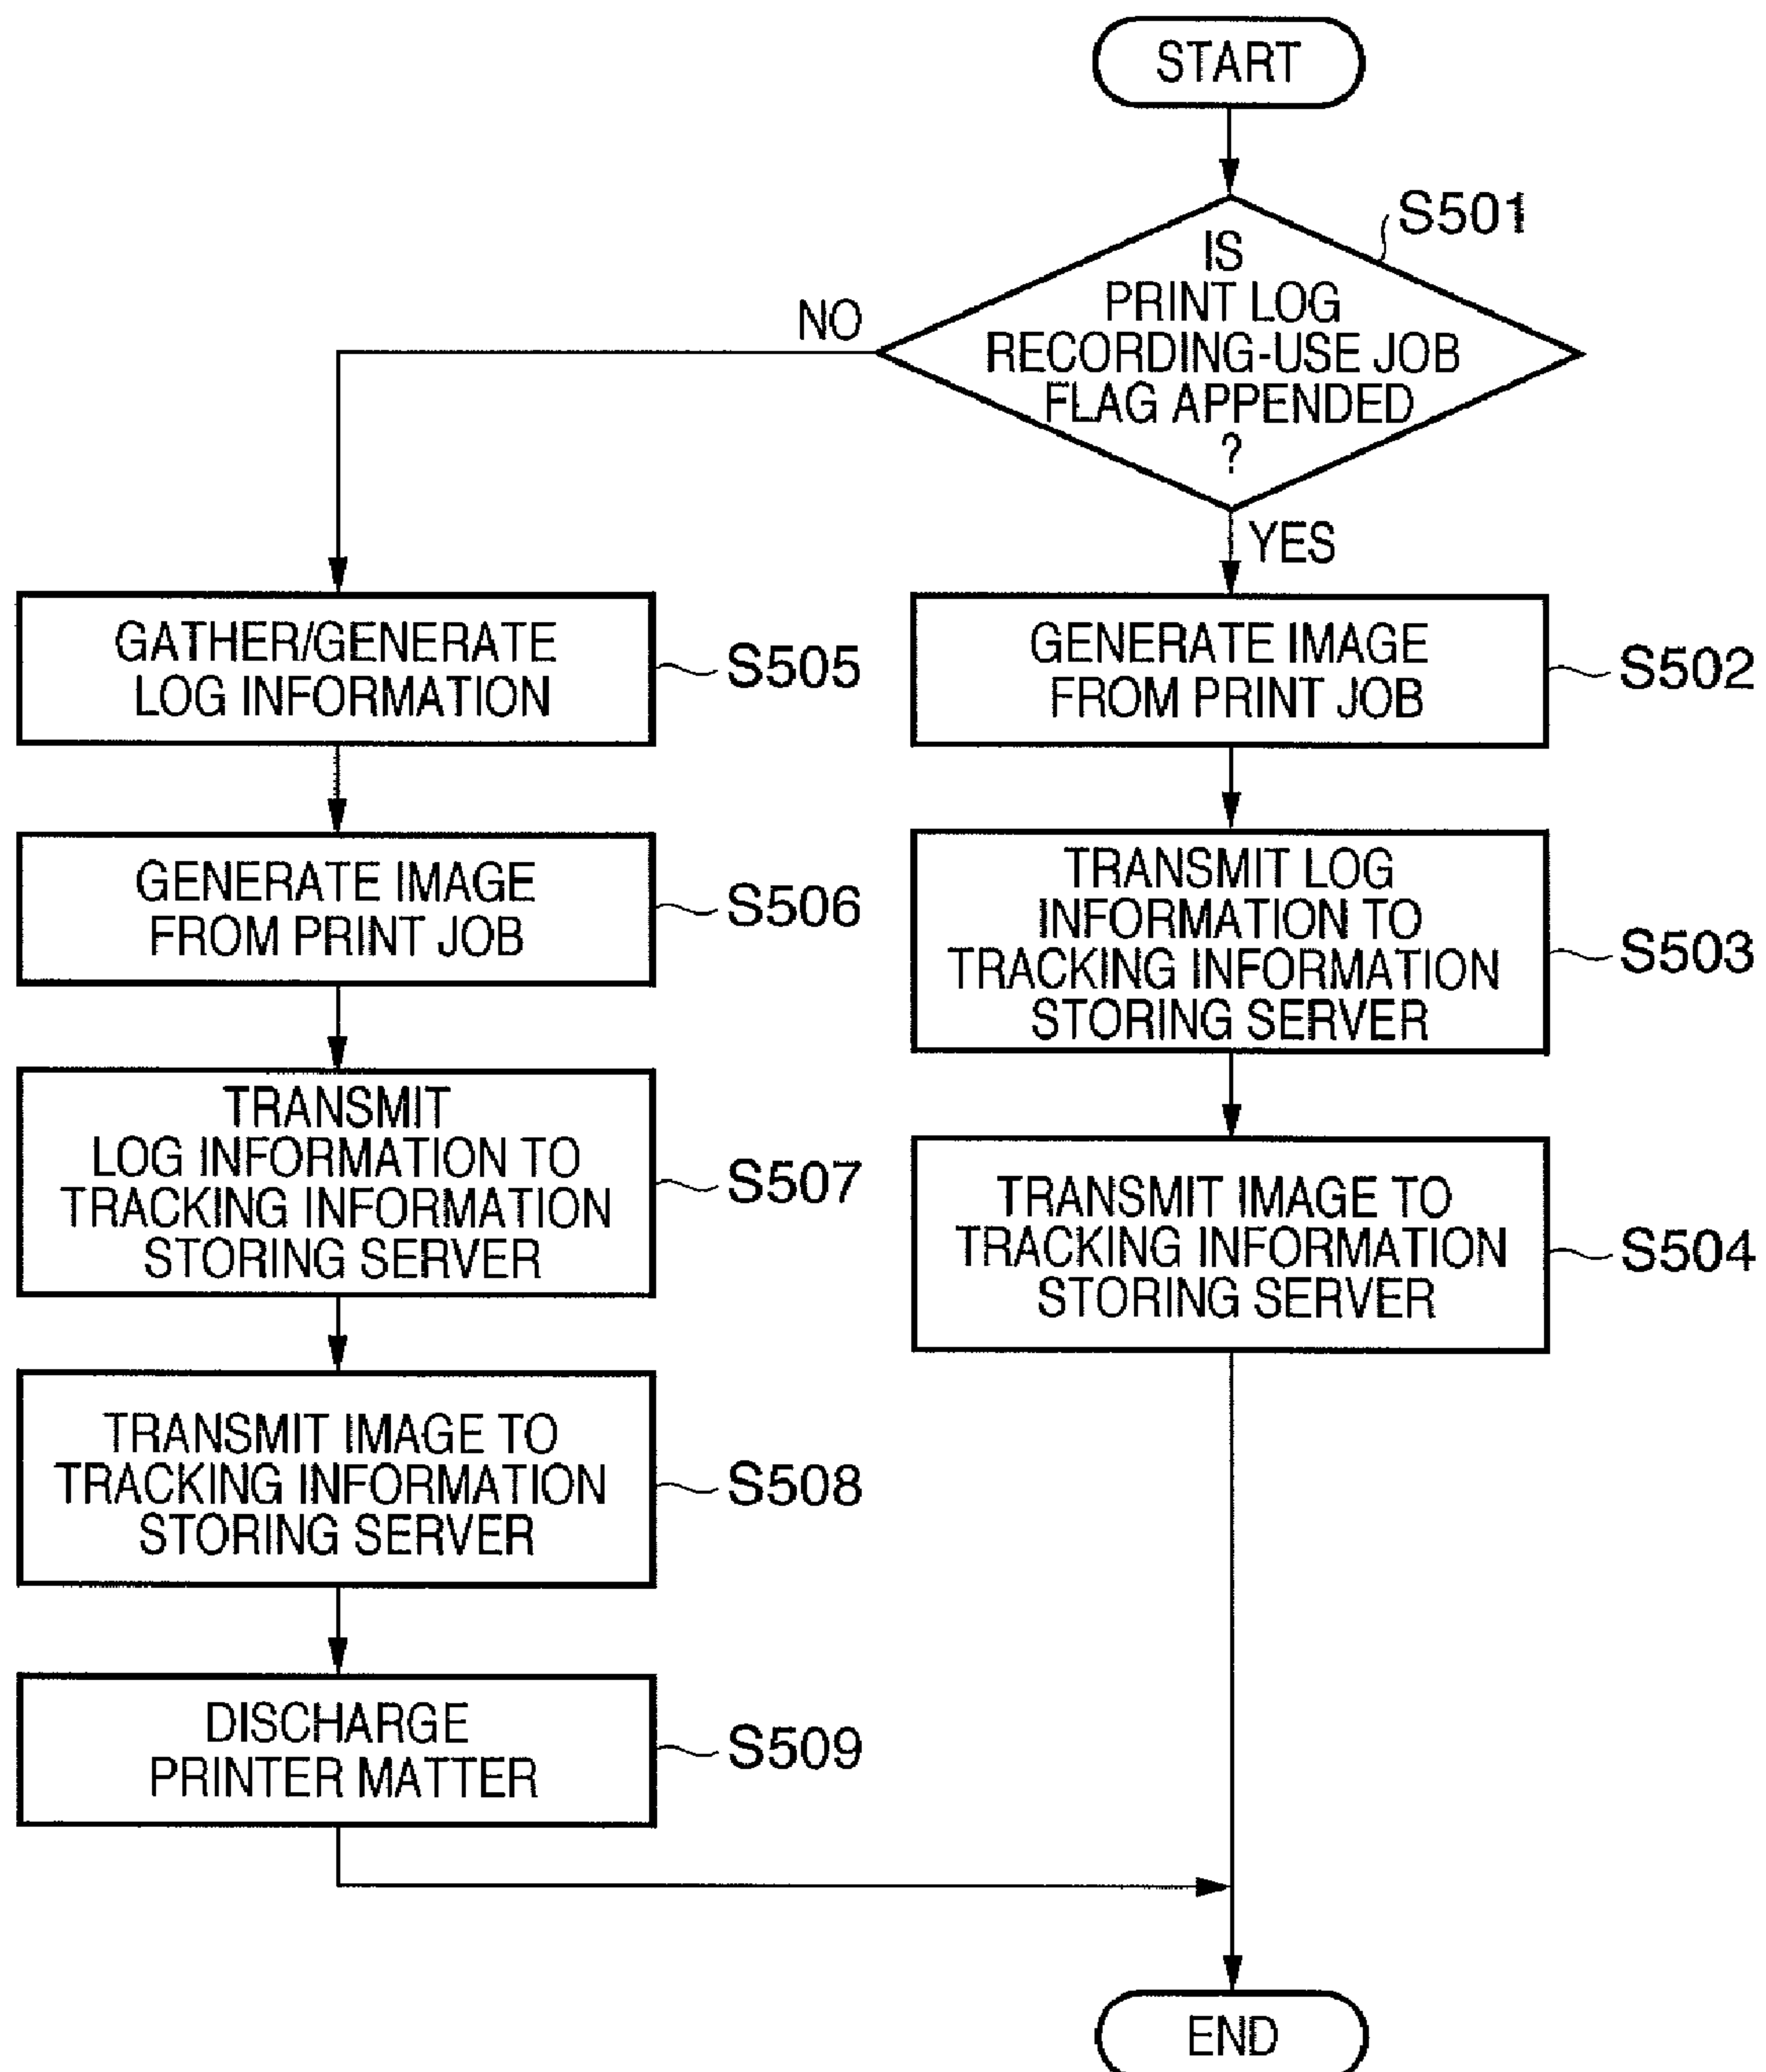 START
S501
IS
PRINT LOG
RECORDING-USE JOB
FLAG APPENDED
?
NO
YES
GENERATE IMAGE
FROM PRINT JOB
S502
TRANSMIT LOG
INFORMATION TO
TRACKING INFORMATION
STORING SERVER
S503
TRANSMIT IMAGE TO
TRACKING INFORMATION
STORING SERVER
S504
GATHER/GENERATE
LOG INFORMATION
S505
GENERATE IMAGE
FROM PRINT JOB
S506
TRANSMIT
LOG INFORMATION TO
TRACKING INFORMATION
STORING SERVER
S507
TRANSMIT IMAGE TO
TRACKING INFORMATION
STORING SERVER
S508
DISCHARGE
PRINTER MATTER
S509
END